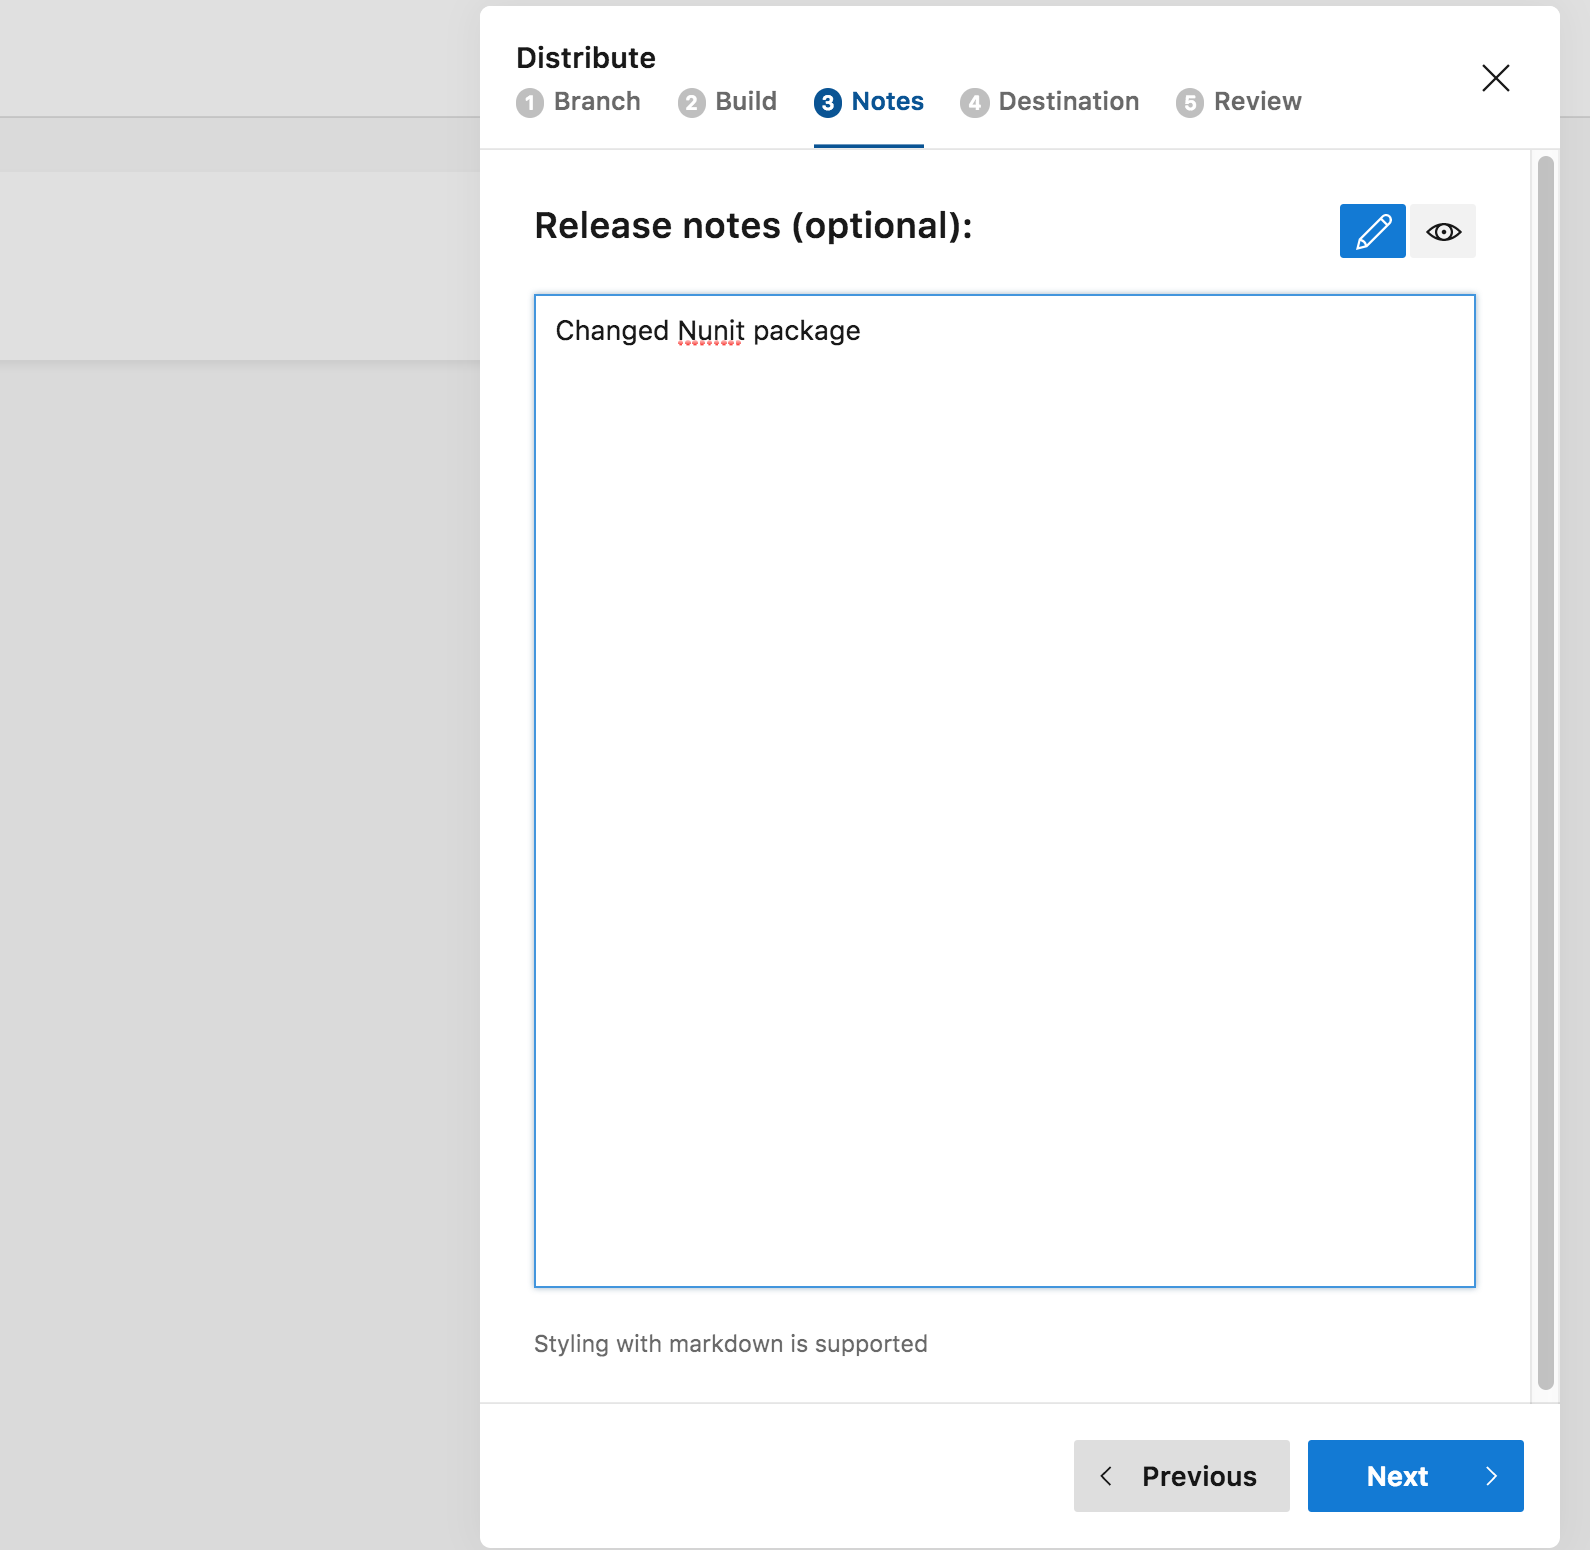 Distribute
1 Branch 2 Build 3 Notes 4 Destination 5 Review
Release notes (optional):
Changed Nunit package
Styling with markdown is supported
Previous Next